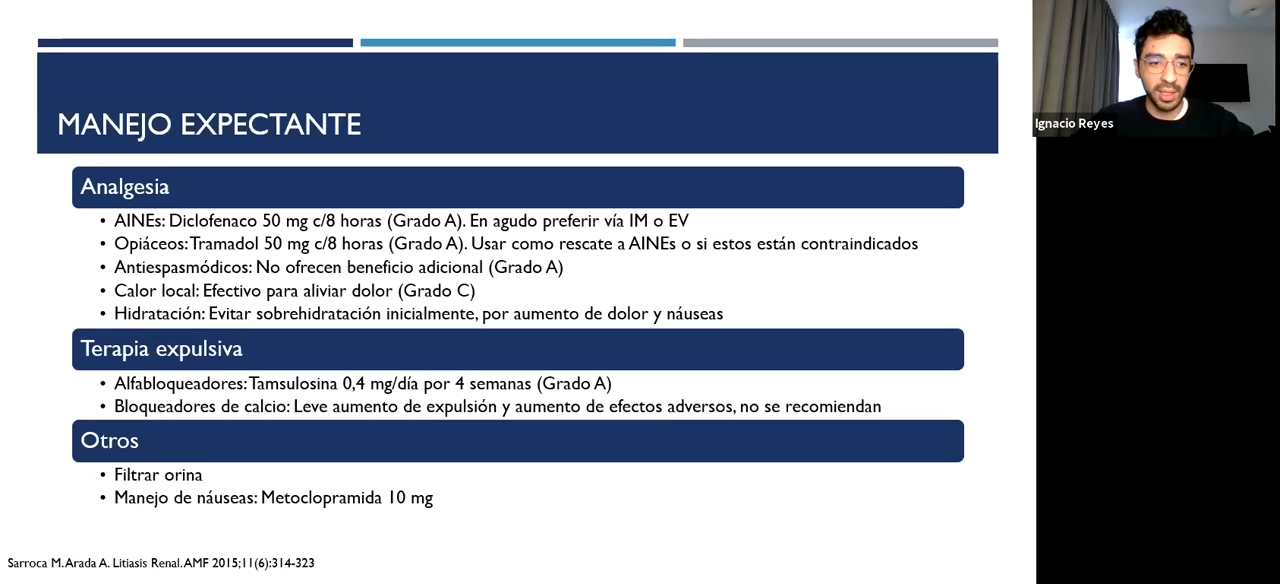 MANEJO EXPECTANTE
Analgesia
• AINEs: Diclofenaco 50 mg c/8 horas (Grado A). En agudo preferir vía IM o EV
• Opiáceos: Tramadol 50 mg c/8 horas (Grado A). Usar como rescate a AINEs o si estos están contraindicados
• Antiespasmódicos: No ofrecen beneficio adicional (Grado A)
• Calor local: Efectivo para aliviar dolor (Grado C)
• Hidratación: Evitar sobrehidratación inicialmente, por aumento de dolor y náuseas
Terapia expulsiva
• Alfabloqueadores: Tamsulosina 0,4 mg/día por 4 semanas (Grado A)
• Bloqueadores de calcio: Leve aumento de expulsión y aumento de efectos adversos, no se recomiendan
Otros
• Filtrar orina
• Manejo de náuseas: Metoclopramida 10 mg
Sarroca M. Arada A. Litiasis Renal. AMF 2015;11(6):314-323
Ignacio Reyes